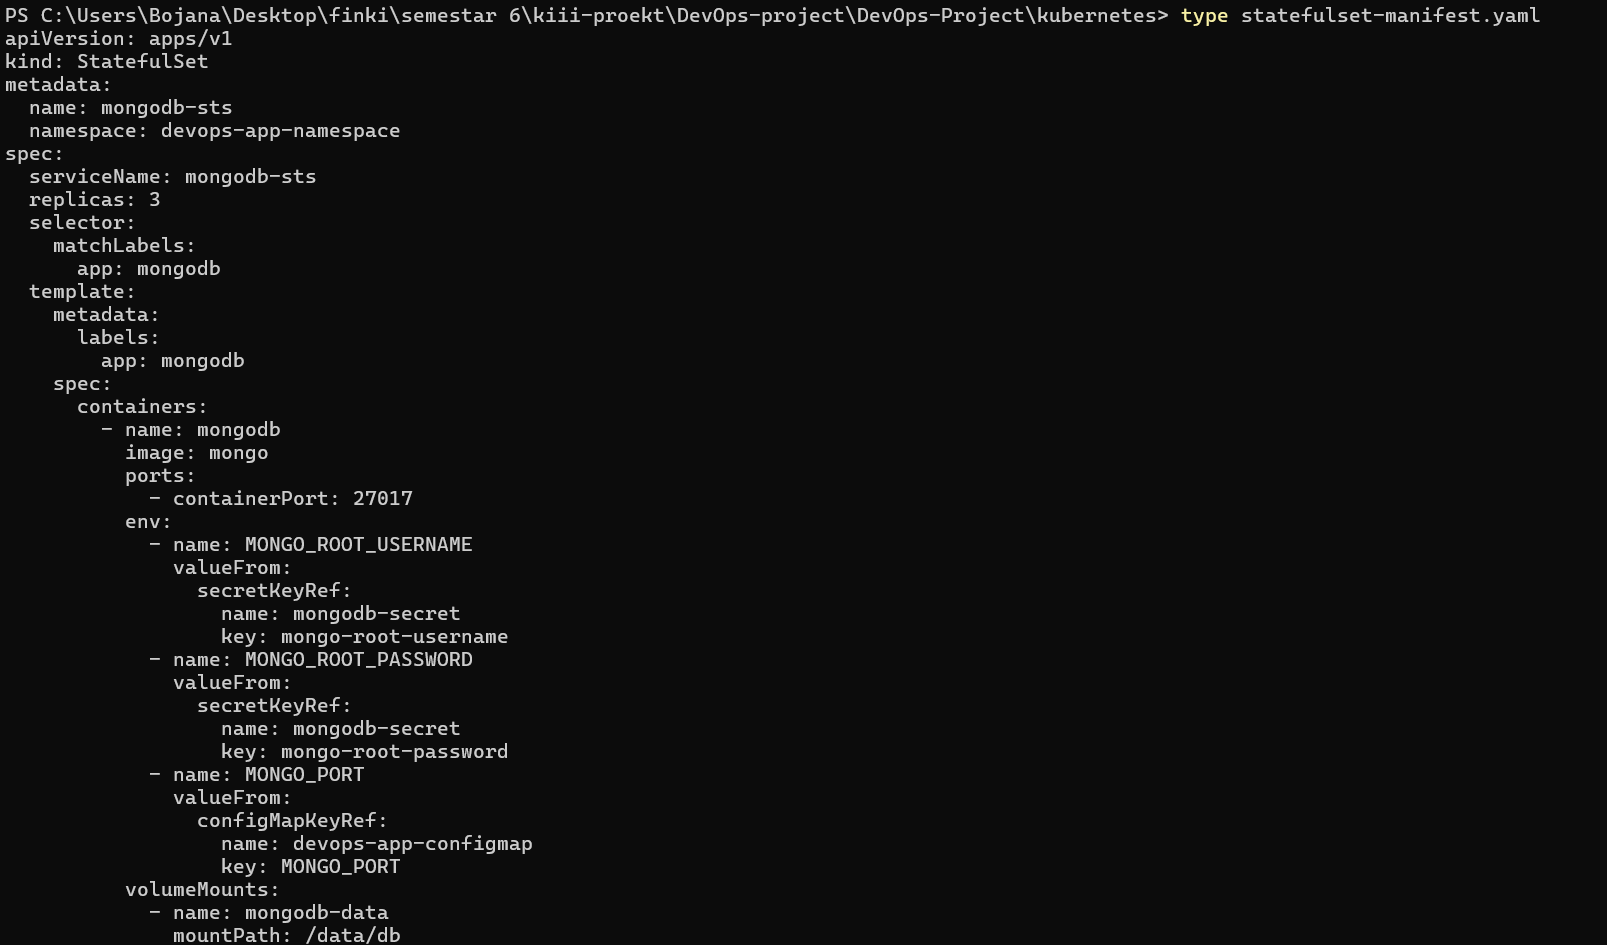 PS C:\Users\Bojana\Desktop\finki\semestar 6\kiii-proekt\DevOps-project\DevOps-Project\kubernetes> type statefulset-manifest.yaml
apiVersion: apps/v1
kind: StatefulSet
metadata:
  name: mongodb-sts
  namespace: devops-app-namespace
spec:
  serviceName: mongodb-sts
  replicas: 3
  selector:
    matchLabels:
      app: mongodb
  template:
    metadata:
      labels:
        app: mongodb
    spec:
      containers:
        - name: mongodb
          image: mongo
          ports:
            - containerPort: 27017
          env:
            - name: MONGO_ROOT_USERNAME
              valueFrom:
                secretKeyRef:
                  name: mongodb-secret
                  key: mongo-root-username
            - name: MONGO_ROOT_PASSWORD
              valueFrom:
                secretKeyRef:
                  name: mongodb-secret
                  key: mongo-root-password
            - name: MONGO_PORT
              valueFrom:
                configMapKeyRef:
                  name: devops-app-configmap
                  key: MONGO_PORT
          volumeMounts:
            - name: mongodb-data
              mountPath: /data/db